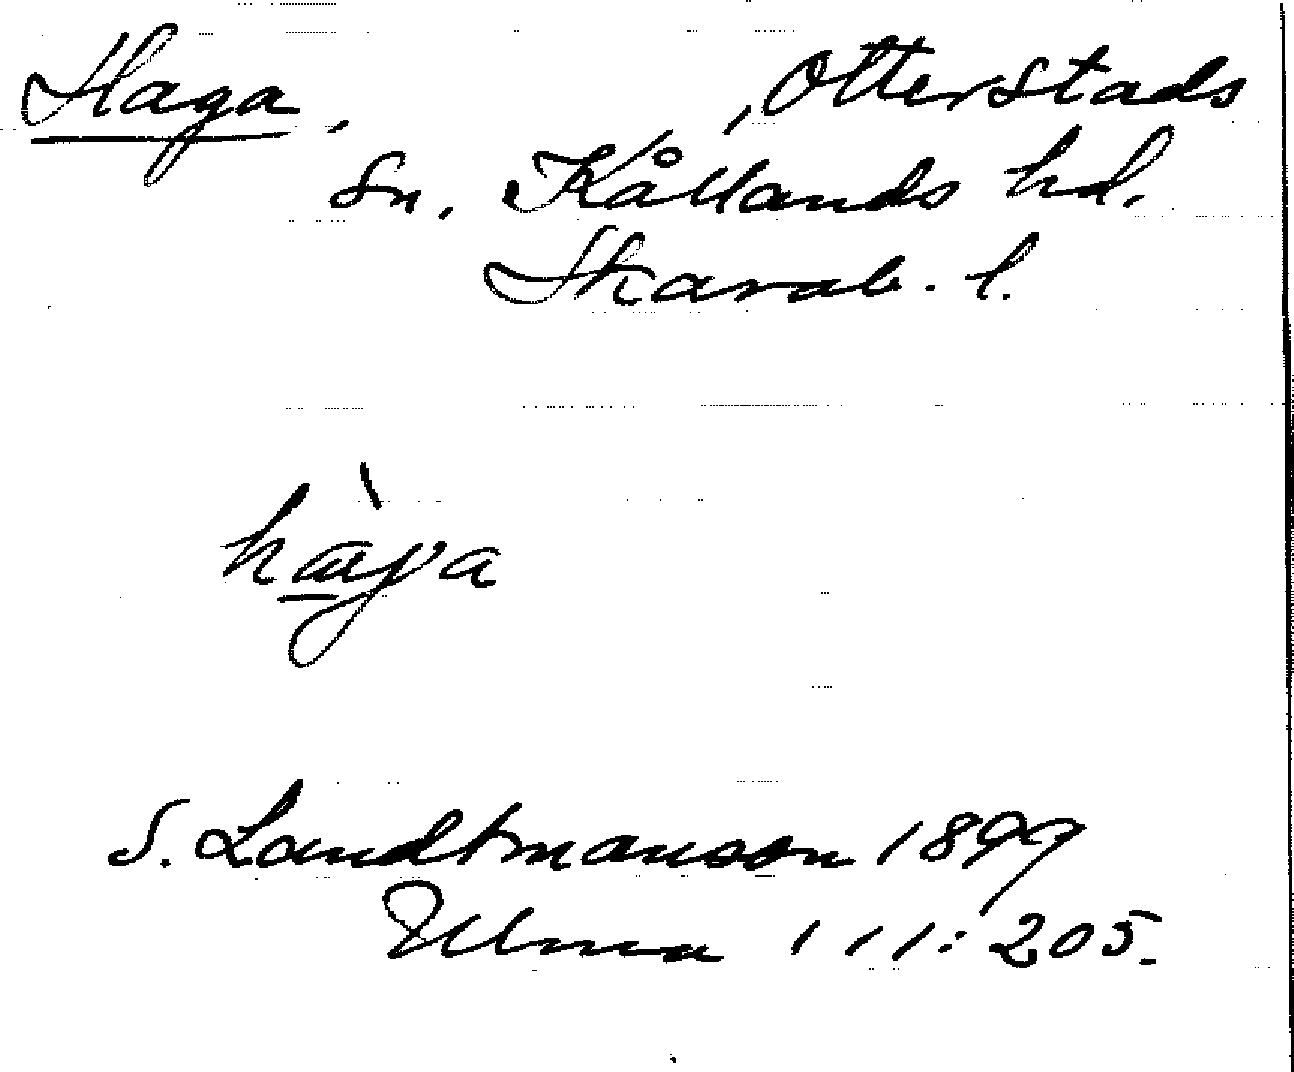 Haga, , Otterstads
sn. Kållands hd.
Skarab. l.
hàga
S. Landtmanson 1899
Ulma 111:205.